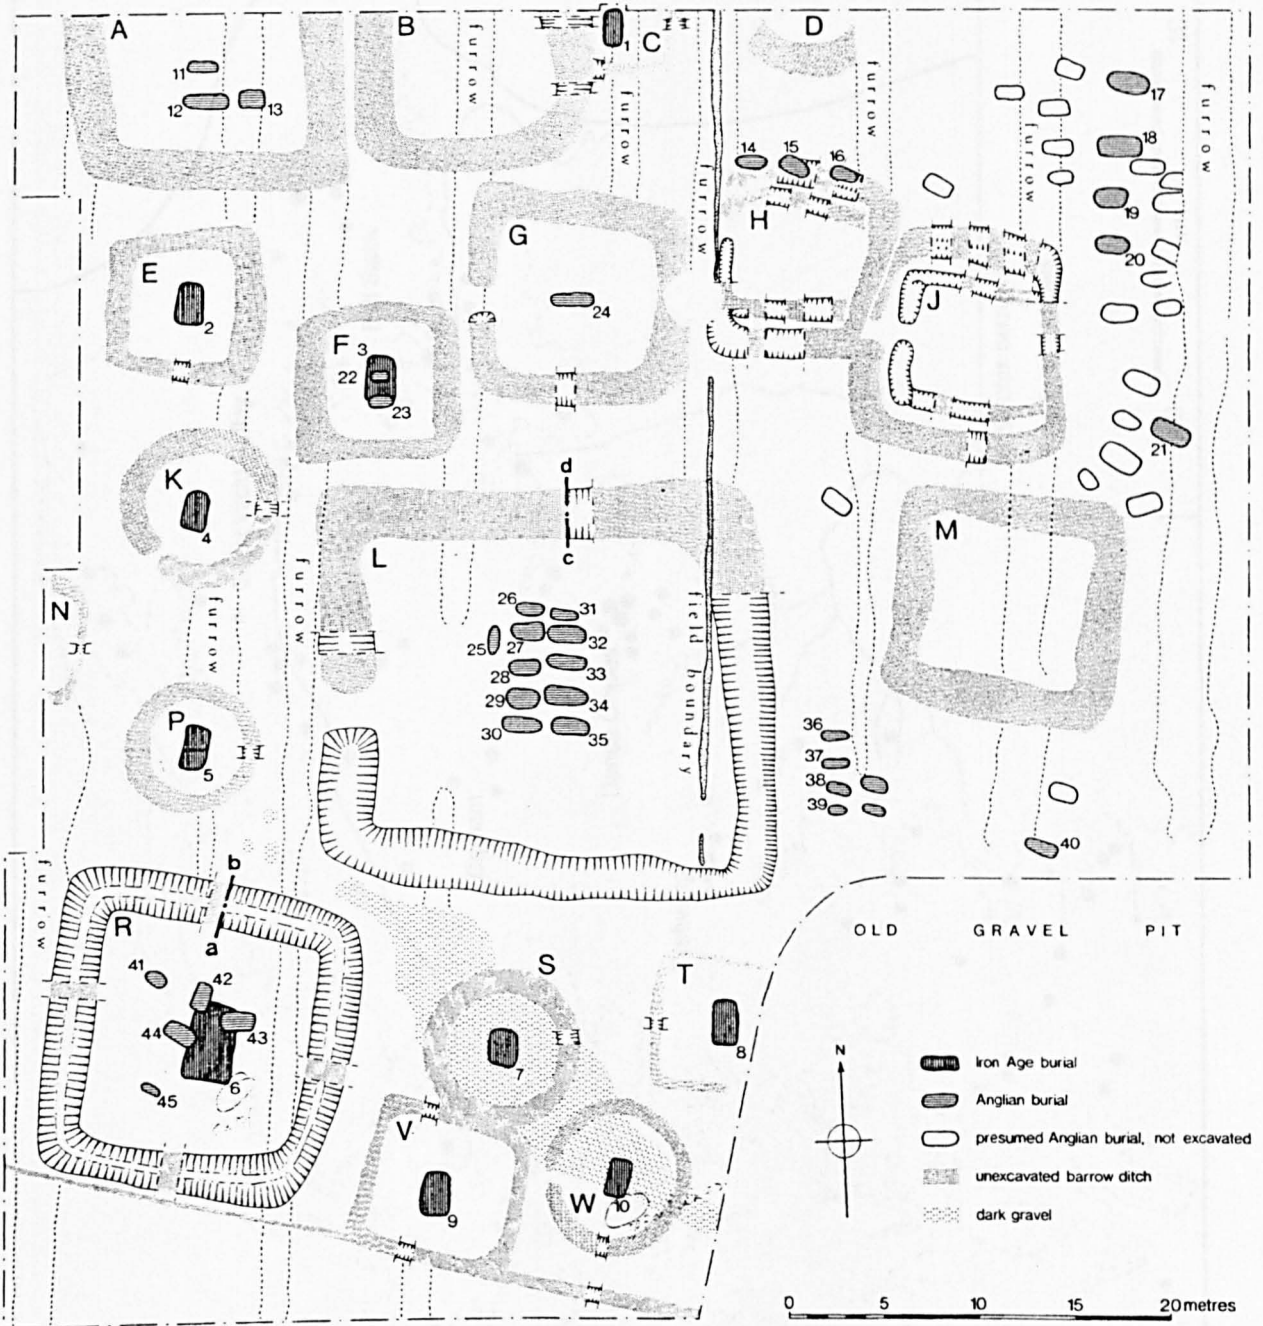 A
B
furrow
1
C
D
11
12
13
furrow
furrow
17
furrow
furrow
18
14
15
16
furrow
19
20
H
G
E
2
24
J
F
3
22
23
21
K
4
d
c
L
M
N
furrow
furrow
field boundary
26
31
25
27
32
28
33
29
34
30
35
P
5
36
37
38
39
40
furrow
b
a
R
OLD GRAVEL PIT
41
42
44
43
6
45
S
7
T
8
V
9
W
10
N
Iron Age burial
Anglian burial
presumed Anglian burial, not excavated
unexcavated barrow ditch
dark gravel
0 5 10 15 20 metres